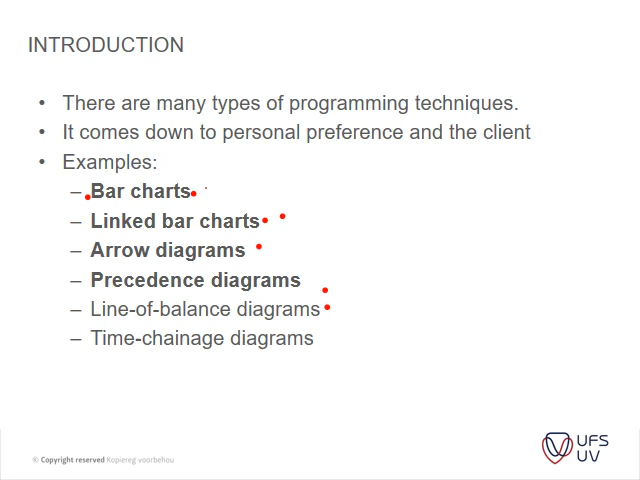 INTRODUCTION
• There are many types of programming techniques.
• It comes down to personal preference and the client
• Examples:
– Bar charts
– Linked bar charts
– Arrow diagrams
– Precedence diagrams
– Line-of-balance diagrams
– Time-chainage diagrams
© Copyright reserved Kopiereg voorbehou
UFS
UV